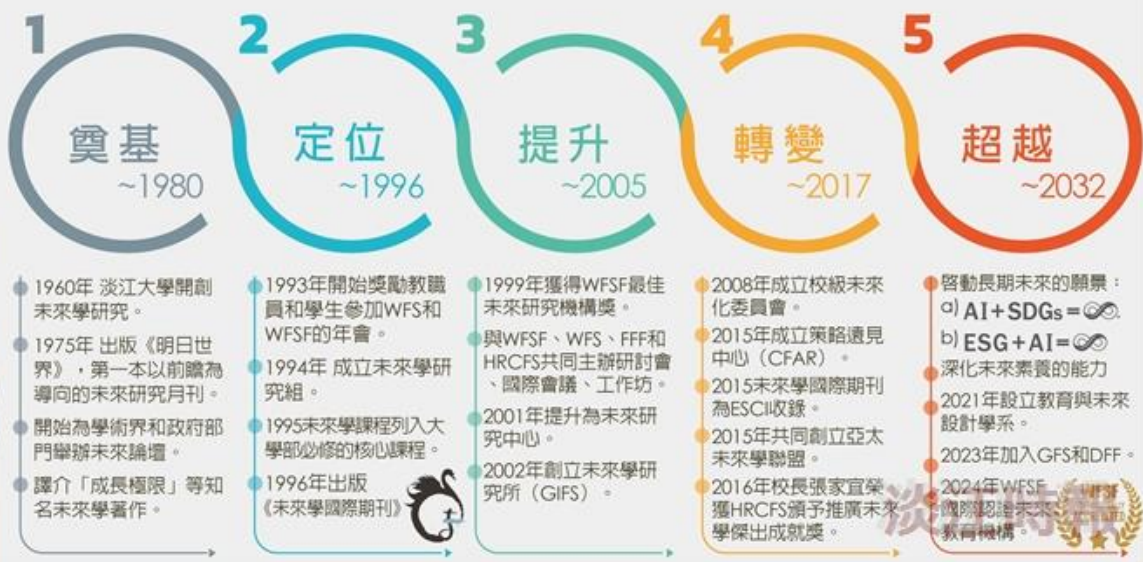 1
奠基
~1980
1960年 淡江大學開創
未來學研究。
1975年 出版《明日世
界》，第一本以前瞻為
導向的未來研究月刊。
開始為學術界和政府部
門舉辦未來論壇。
譯介「成長極限」等知
名未來學著作。
2
定位
~1996
1993年開始獎勵教職
員和學生參加WFS和
WFSF的年會。
1994年 成立未來學研
究組。
1995未來學課程列入大
學部必修的核心課程。
1996年出版
《未來學國際期刊》
3
提升
~2005
1999年獲得WFSF最佳
未來研究機構獎。
與WFSF、WFS、FFF和
HRCFS共同主辦研討會
、國際會議、工作坊。
2001年提升為未來研
究中心。
2002年創立未來學研
究所（GIFS）。
4
轉變
~2017
2008年成立校級未來
化委員會。
2015年成立策略遠見
中心（CFAR）。
2015未來學國際期刊
為ESCI收錄。
2015年共同創立亞太
未來學聯盟。
2016年校長張家宜榮
獲HRCFS頒予推廣未來
學傑出成就獎。
5
超越
~2032
啓動長期未來的願景：
a) AI+SDGs=∞
b) ESG+AI=∞
深化未來素養的能力
2021年設立教育與未來
設計學系。
2023年加入GFS和DFF。
2024年WFSF
國際認證未來
教育機構。
淡江時報